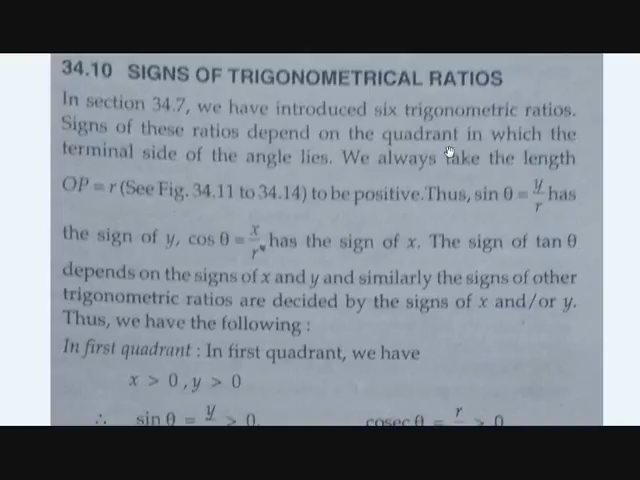 34.10 SIGNS OF TRIGONOMETRICAL RATIOS
In section 34.7, we have introduced six trigonometric ratios.
Signs of these ratios depend on the quadrant in which the
terminal side of the angle lies. We always take the length
OP = r (See Fig. 34.11 to 34.14) to be positive. Thus, sin θ = y/r has
the sign of y, cos θ = x/r has the sign of x. The sign of tan θ
depends on the signs of x and y and similarly the signs of other
trigonometric ratios are decided by the signs of x and/or y.
Thus, we have the following :
In first quadrant : In first quadrant, we have
x > 0 , y > 0
∴ sin θ = y/ > 0, cosec θ = r/ > 0